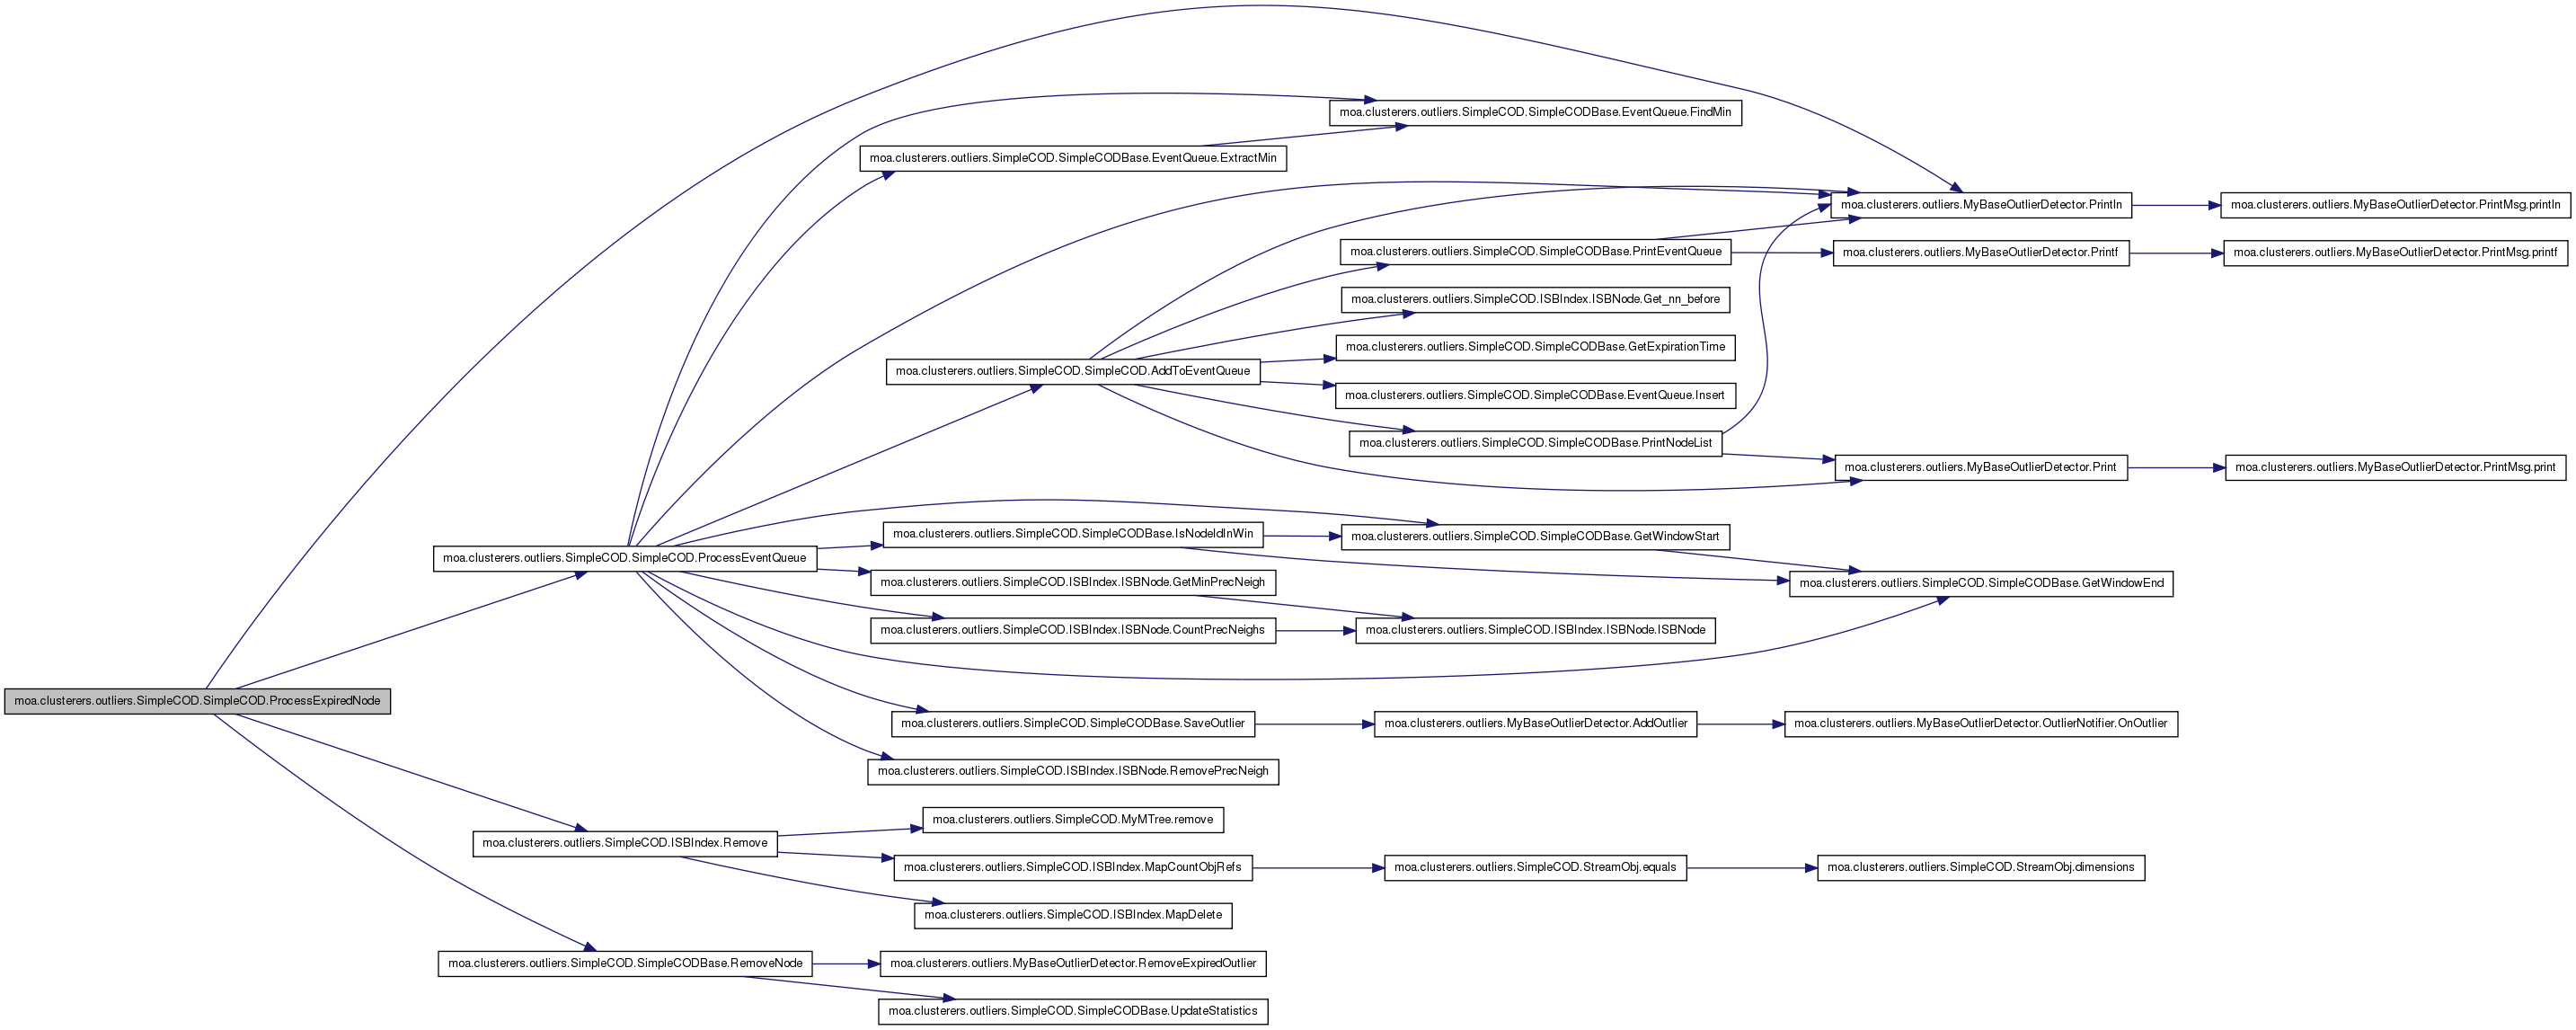 moa.clusterers.outliers.SimpleCOD.SimpleCODBase.EventQueue.FindMin
moa.clusterers.outliers.SimpleCOD.SimpleCODBase.EventQueue.ExtractMin
moa.clusterers.outliers.MyBaseOutlierDetector.Println
moa.clusterers.outliers.MyBaseOutlierDetector.PrintMsg.println
moa.clusterers.outliers.SimpleCOD.SimpleCODBase.PrintEventQueue
moa.clusterers.outliers.MyBaseOutlierDetector.Printf
moa.clusterers.outliers.MyBaseOutlierDetector.PrintMsg.printf
moa.clusterers.outliers.SimpleCOD.ISBIndex.ISBNode.Get_nn_before
moa.clusterers.outliers.SimpleCOD.SimpleCODBase.GetExpirationTime
moa.clusterers.outliers.SimpleCOD.SimpleCOD.AddToEventQueue
moa.clusterers.outliers.SimpleCOD.SimpleCODBase.EventQueue.Insert
moa.clusterers.outliers.SimpleCOD.SimpleCODBase.PrintNodeList
moa.clusterers.outliers.MyBaseOutlierDetector.Print
moa.clusterers.outliers.MyBaseOutlierDetector.PrintMsg.print
moa.clusterers.outliers.SimpleCOD.SimpleCODBase.IsNodeIdInWin
moa.clusterers.outliers.SimpleCOD.SimpleCODBase.GetWindowStart
moa.clusterers.outliers.SimpleCOD.SimpleCOD.ProcessEventQueue
moa.clusterers.outliers.SimpleCOD.ISBIndex.ISBNode.GetMinPrecNeigh
moa.clusterers.outliers.SimpleCOD.SimpleCODBase.GetWindowEnd
moa.clusterers.outliers.SimpleCOD.ISBIndex.ISBNode.CountPrecNeighs
moa.clusterers.outliers.SimpleCOD.ISBIndex.ISBNode.ISBNode
moa.clusterers.outliers.SimpleCOD.SimpleCOD.ProcessExpiredNode
moa.clusterers.outliers.SimpleCOD.SimpleCODBase.SaveOutlier
moa.clusterers.outliers.MyBaseOutlierDetector.AddOutlier
moa.clusterers.outliers.MyBaseOutlierDetector.OutlierNotifier.OnOutlier
moa.clusterers.outliers.SimpleCOD.ISBIndex.ISBNode.RemovePrecNeigh
moa.clusterers.outliers.SimpleCOD.MyMTree.remove
moa.clusterers.outliers.SimpleCOD.ISBIndex.Remove
moa.clusterers.outliers.SimpleCOD.ISBIndex.MapCountObjRefs
moa.clusterers.outliers.SimpleCOD.StreamObj.equals
moa.clusterers.outliers.SimpleCOD.StreamObj.dimensions
moa.clusterers.outliers.SimpleCOD.ISBIndex.MapDelete
moa.clusterers.outliers.SimpleCOD.SimpleCODBase.RemoveNode
moa.clusterers.outliers.MyBaseOutlierDetector.RemoveExpiredOutlier
moa.clusterers.outliers.SimpleCOD.SimpleCODBase.UpdateStatistics